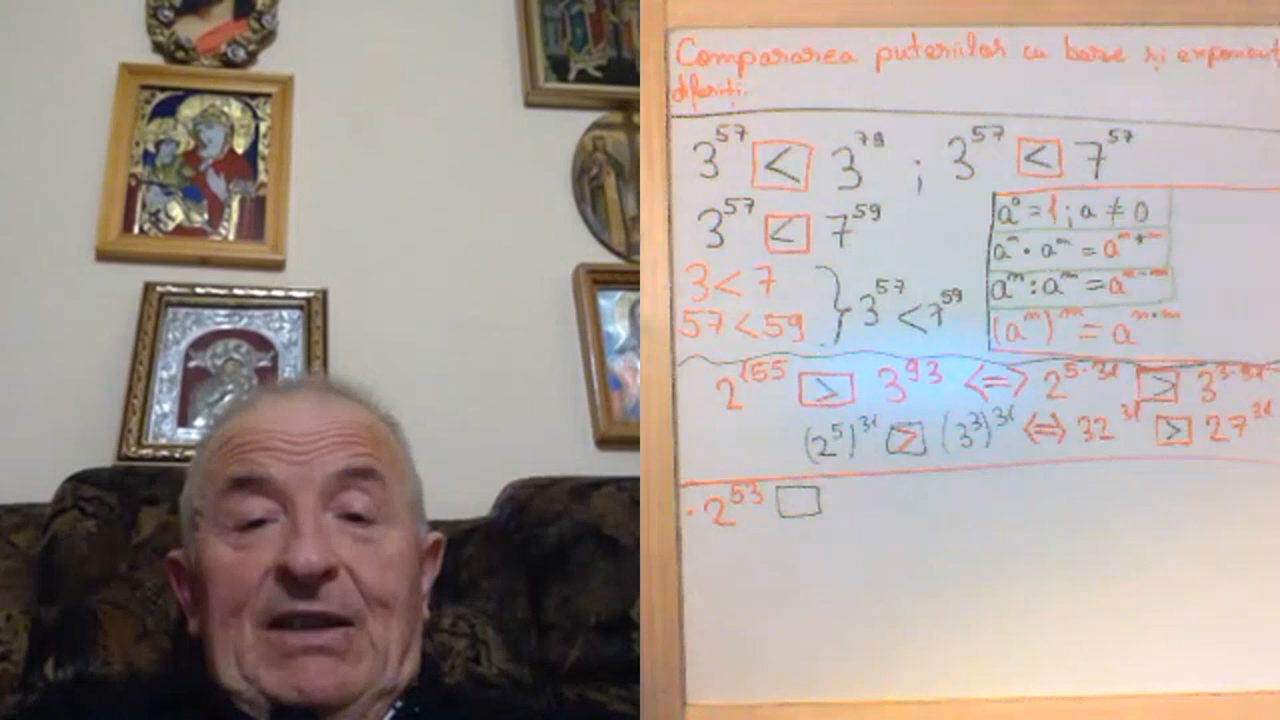 Compararea puterilor cu baze și exponenți
diferiți.
3^57 < 3^79 ; 3^57 < 7^57
3^57 < 7^59
3 < 7
57 < 59 } 3^57 < 7^59
a^0 = 1 ; a ≠ 0
a^n · a^m = a^{n+m}
a^m : a^n = a^{m-n}
(a^m)^n = a^{m·n}
2^155 > 3^93 <=> 2^{5·31} > 3^{3·31}
(2^5)^31 > (3^3)^31 <=> 32^31 > 27^31
· 2^53 □